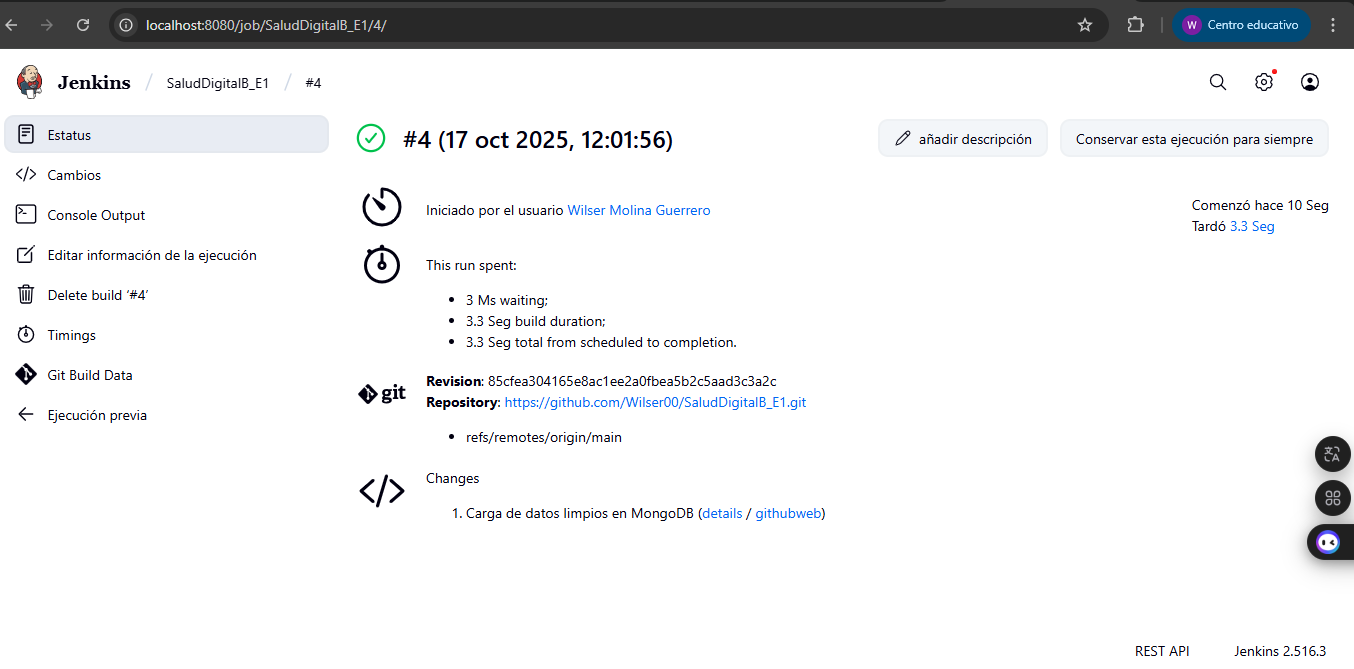 localhost:8080/job/SaludDigitalB_E1/4/
W Centro educativo
Jenkins / SaludDigitalB_E1 / #4
Estatus
Cambios
Console Output
Editar información de la ejecución
Delete build ‘#4’
Timings
Git Build Data
Ejecución previa
#4 (17 oct 2025, 12:01:56)
añadir descripción
Conservar esta ejecución para siempre
Iniciado por el usuario Wilser Molina Guerrero
Comenzó hace 10 Seg
Tardó 3.3 Seg
This run spent:
3 Ms waiting;
3.3 Seg build duration;
3.3 Seg total from scheduled to completion.
git
Revision: 85cfea304165e8ac1ee2a0fbea5b2c5aad3c3a2c
Repository: https://github.com/Wilser00/SaludDigitalB_E1.git
refs/remotes/origin/main
Changes
1. Carga de datos limpios en MongoDB (details / githubweb)
REST API
Jenkins 2.516.3